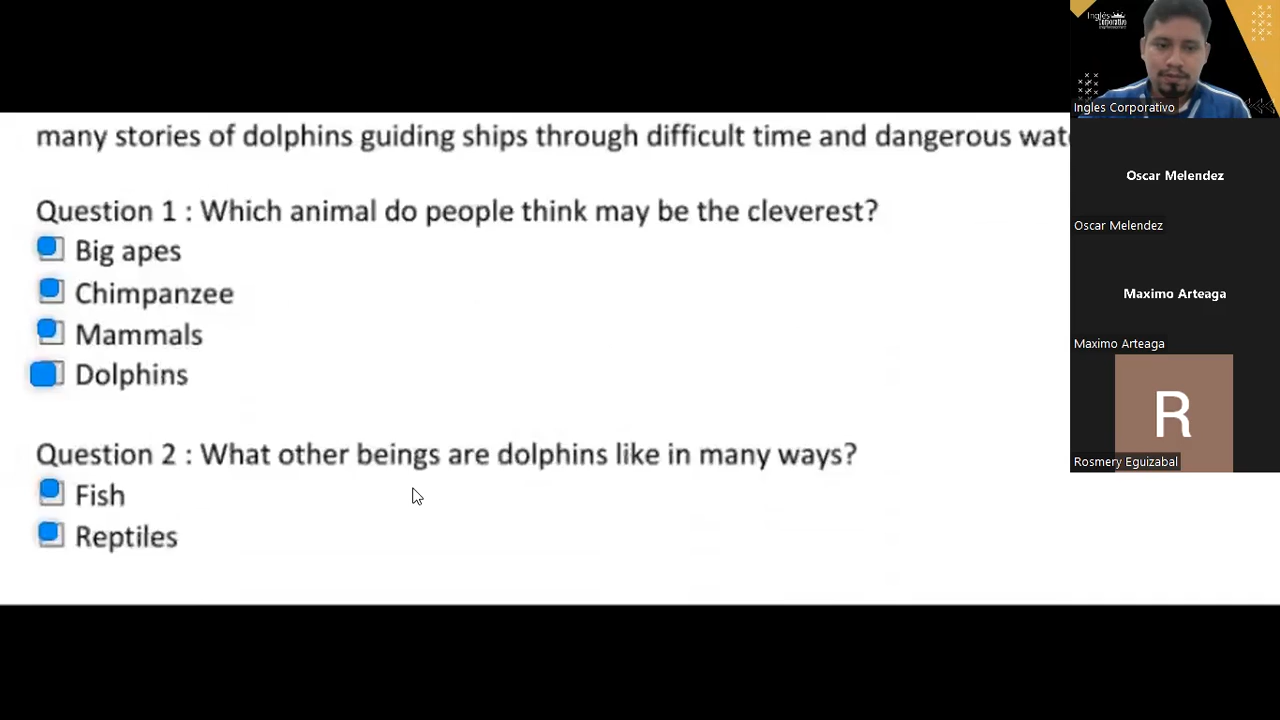 Inglés
Corporativo
Ingles Corporativo
many stories of dolphins guiding ships through difficult time and dangerous
Question 1 : Which animal do people think may be the cleverest?
Big apes
Chimpanzee
Mammals
Dolphins
Question 2 : What other beings are dolphins like in many ways?
Fish
Reptiles
Oscar Melendez
Oscar Melendez
Maximo Arteaga
Maximo Arteaga
R
Rosmery Eguizabal